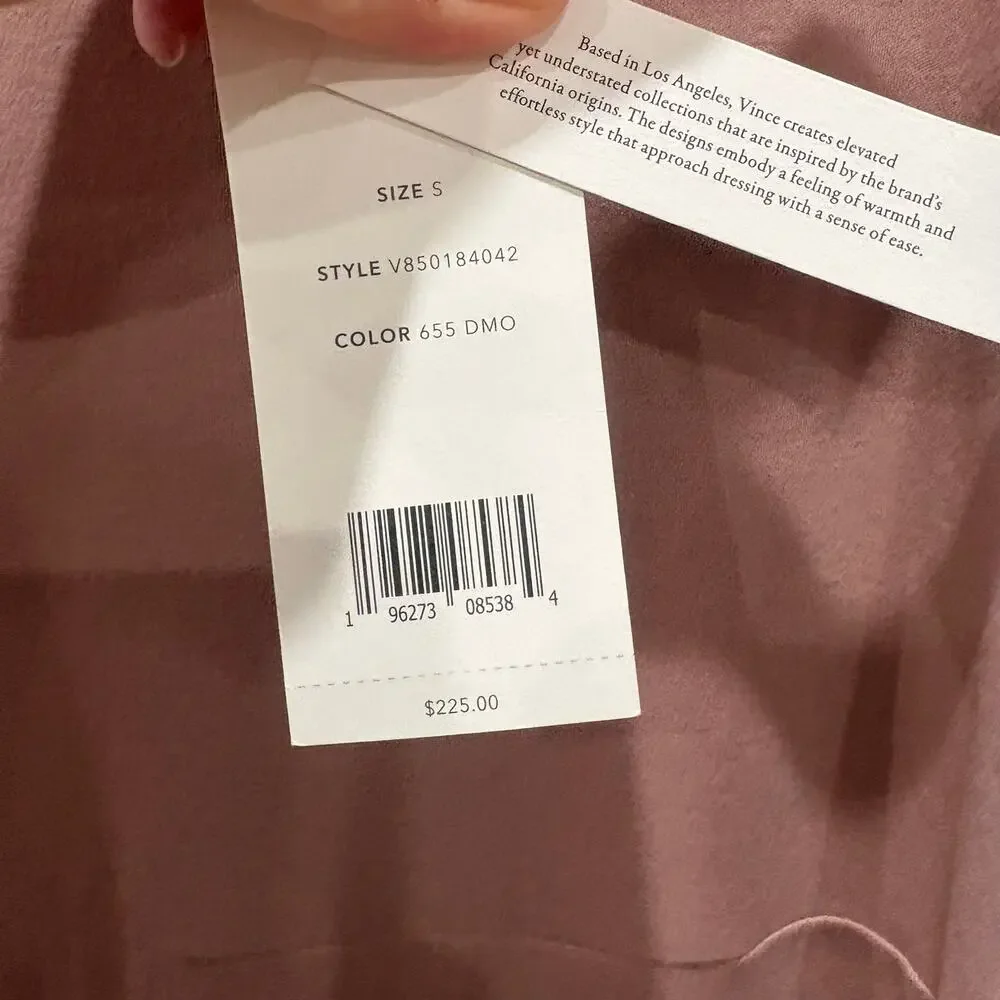 Based in Los Angeles, Vince creates elevated
yet understated collections that are inspired by the brand's
California origins. The designs embody a feeling of warmth and
effortless style that approach dressing with a sense of ease.
SIZE S
STYLE V850184042
COLOR 655 DMO
1 96273 08538 4
$225.00